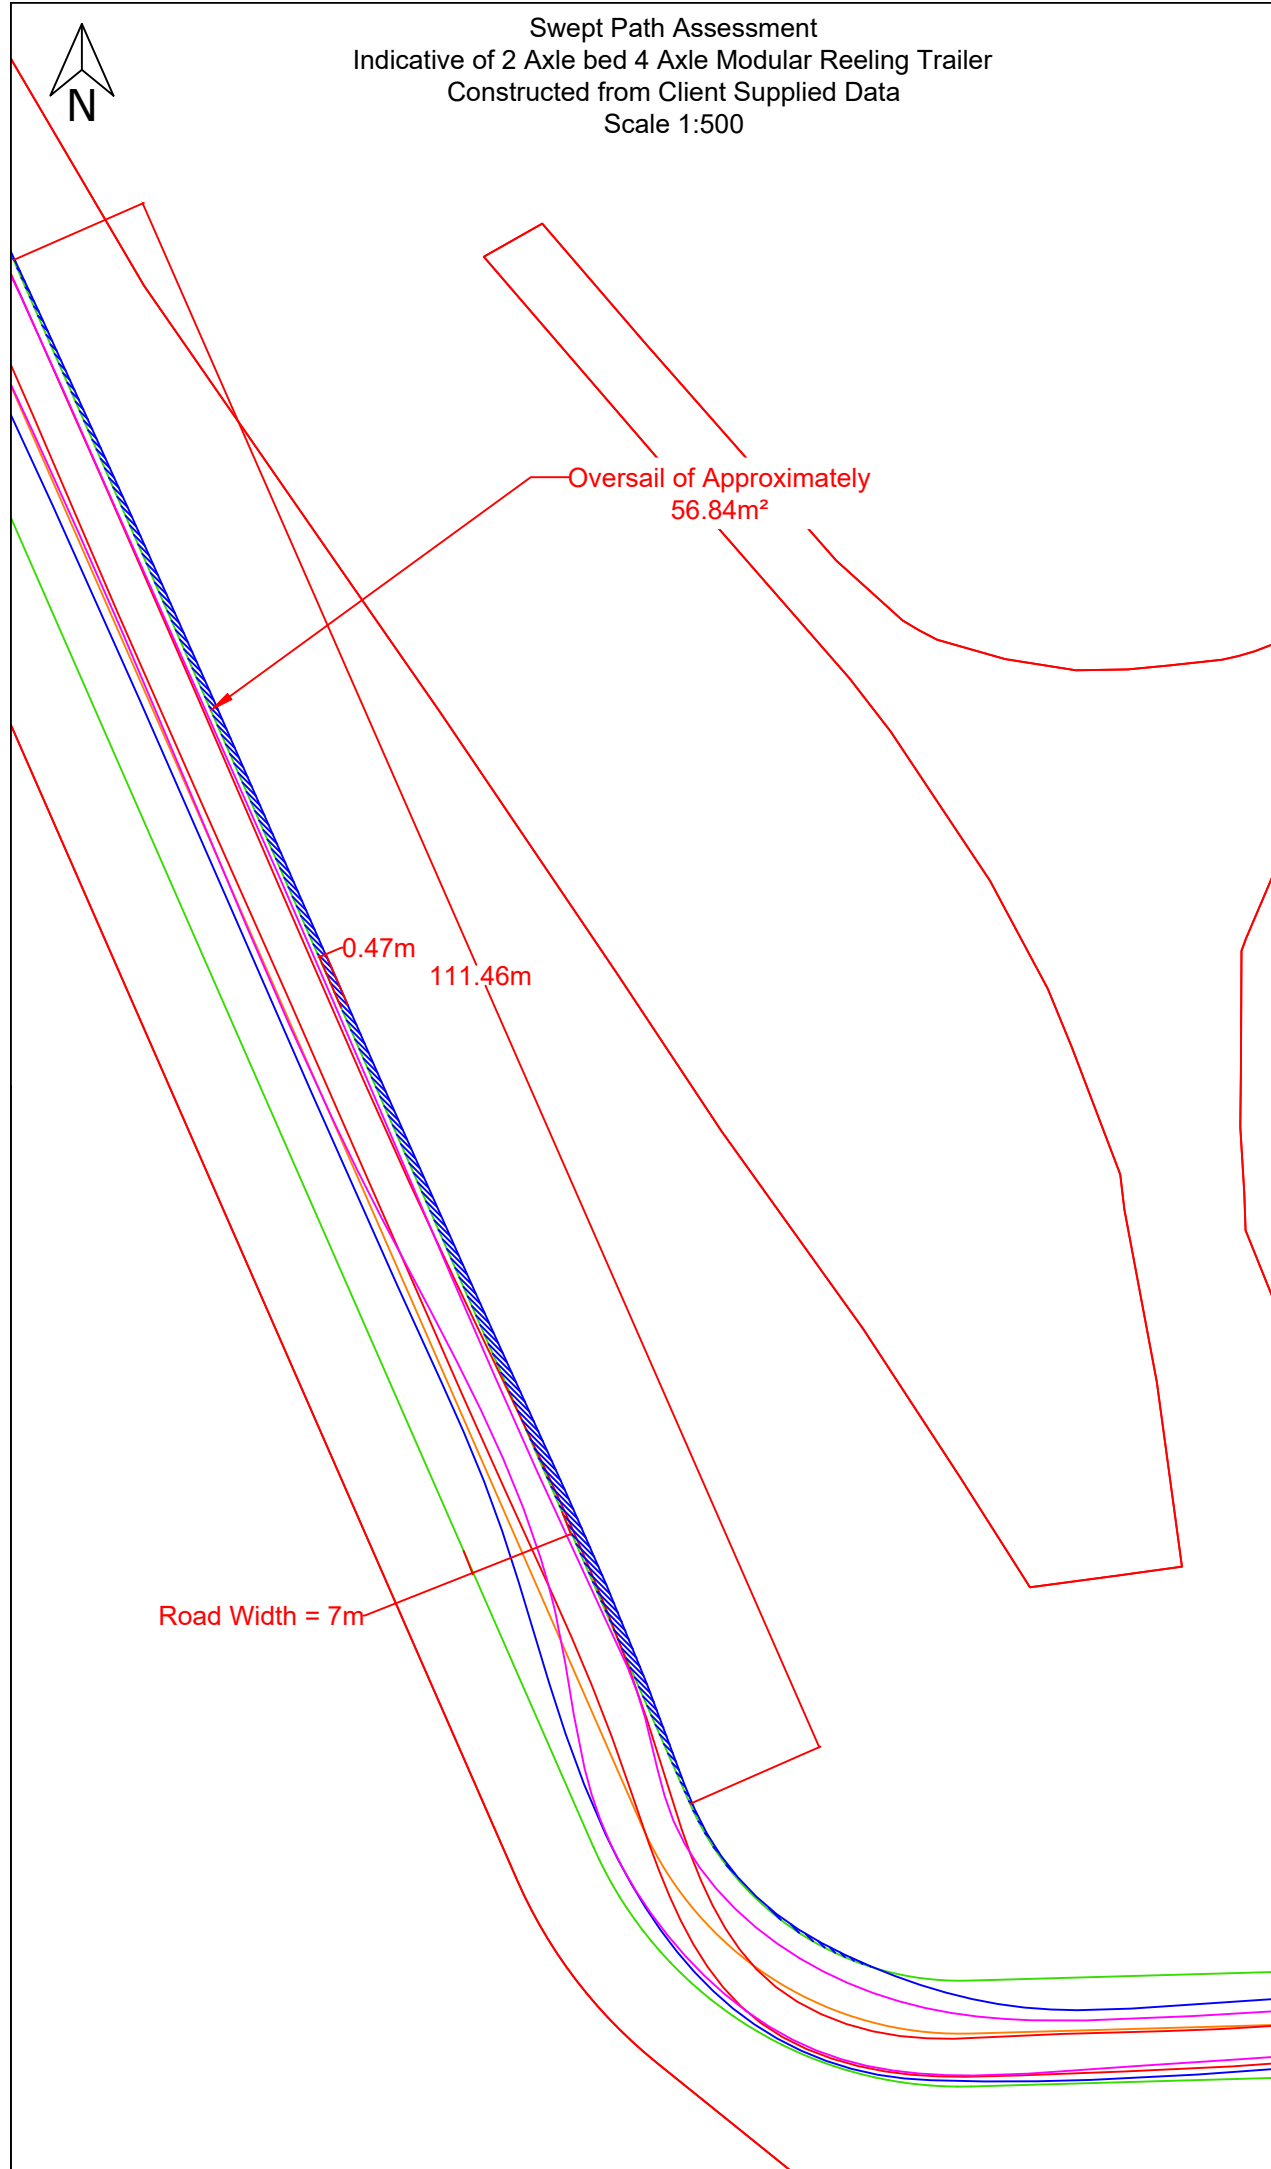 Swept Path Assessment
Indicative of 2 Axle bed 4 Axle Modular Reeling Trailer
Constructed from Client Supplied Data
Scale 1:500
N
Oversail of Approximately
56.84m²
0.47m
111.46m
Road Width = 7m